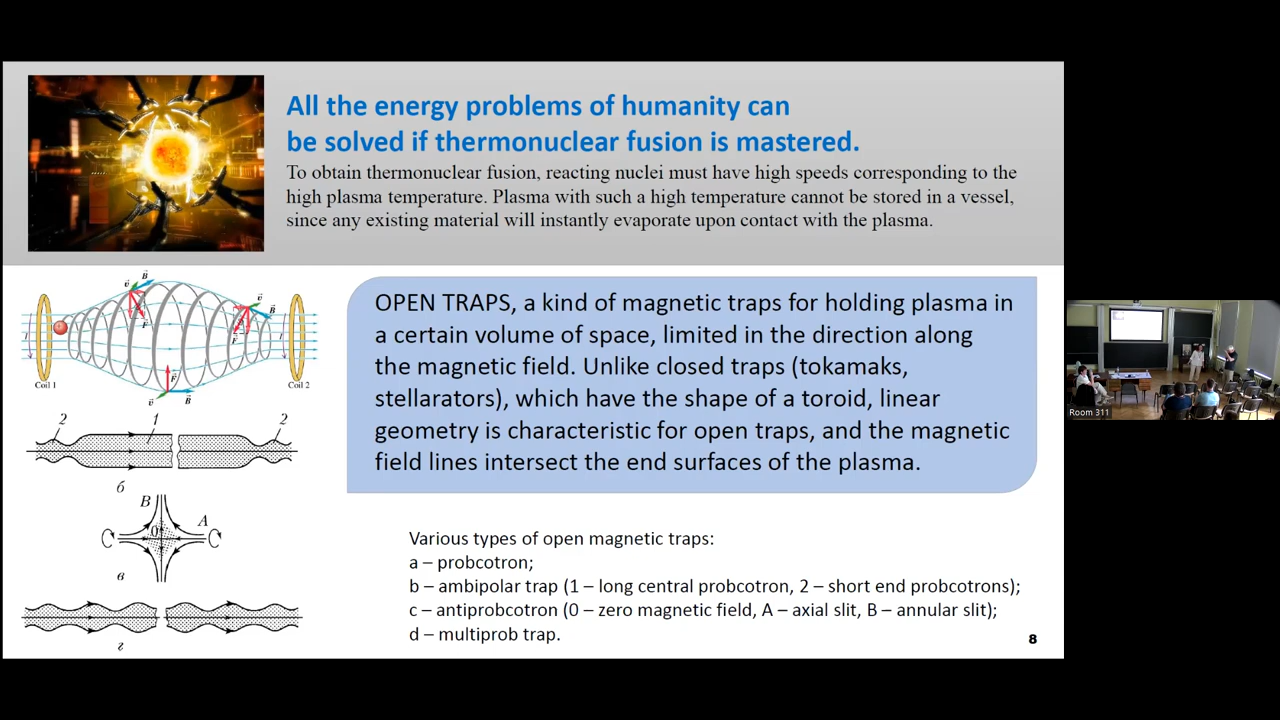 All the energy problems of humanity can
be solved if thermonuclear fusion is mastered.
To obtain thermonuclear fusion, reacting nuclei must have high speeds corresponding to the
high plasma temperature. Plasma with such a high temperature cannot be stored in a vessel,
since any existing material will instantly evaporate upon contact with the plasma.
OPEN TRAPS, a kind of magnetic traps for holding plasma in
a certain volume of space, limited in the direction along
the magnetic field. Unlike closed traps (tokamaks,
stellarators), which have the shape of a toroid, linear
geometry is characteristic for open traps, and the magnetic
field lines intersect the end surfaces of the plasma.
B
v
F
v
B
F
I
I
F
v
B
Coil 1
Coil 2
2
1
2
б
B
A
0
в
г
Various types of open magnetic traps:
a – probcotron;
b – ambipolar trap (1 – long central probcotron, 2 – short end probcotrons);
c – antiprobcotron (0 – zero magnetic field, A – axial slit, B – annular slit);
d – multiprob trap.
8
Room 311